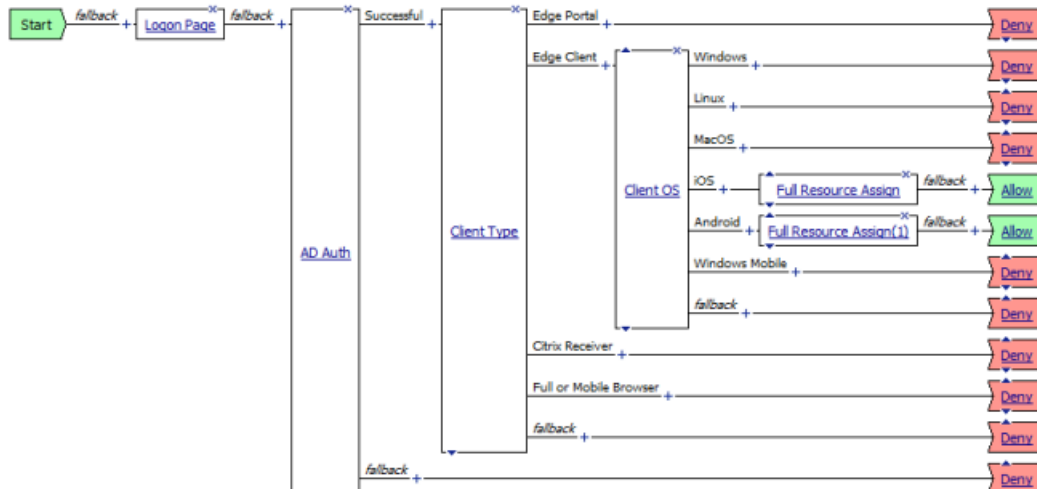 Start fallback + Logon Page fallback + Successful + Edge Portal + Deny
Edge Client + Windows + Deny
Linux + Deny
MacOS + Deny
Client OS iOS + Full Resource Assign fallback + Allow
Client Type Android + Full Resource Assign(1) fallback + Allow
AD Auth
Windows Mobile + Deny
fallback + Deny
Citrix Receiver + Deny
Full or Mobile Browser + Deny
fallback + Deny
fallback + Deny